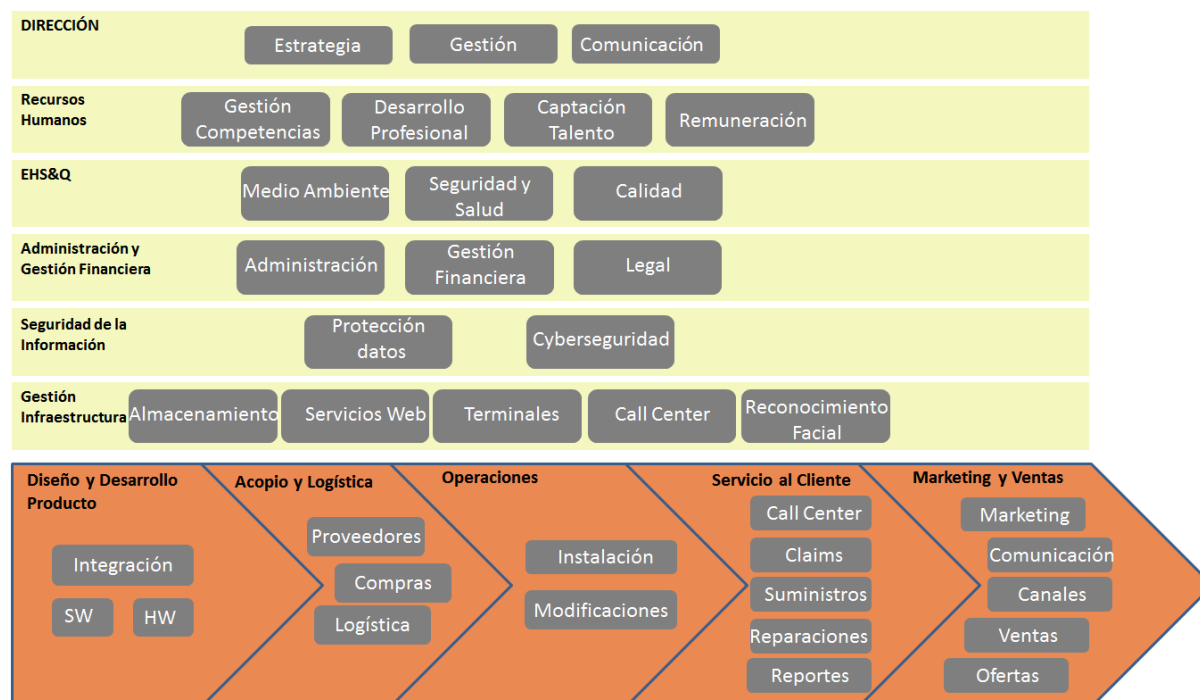 DIRECCIÓN
Estrategia
Gestión
Comunicación
Recursos
Humanos
Gestión
Competencias
Desarrollo
Profesional
Captación
Talento
Remuneración
EHS&Q
Medio Ambiente
Seguridad y
Salud
Calidad
Administración y
Gestión Financiera
Administración
Gestión
Financiera
Legal
Seguridad de la
Información
Protección
datos
Cyberseguridad
Gestión
Infraestructura
Almacenamiento
Servicios Web
Terminales
Call Center
Reconocimiento
Facial
Diseño y Desarrollo
Producto
Integración
SW
HW
Acopio y Logística
Proveedores
Compras
Logística
Operaciones
Instalación
Modificaciones
Servicio al Cliente
Call Center
Claims
Suministros
Reparaciones
Reportes
Marketing y Ventas
Marketing
Comunicación
Canales
Ventas
Ofertas